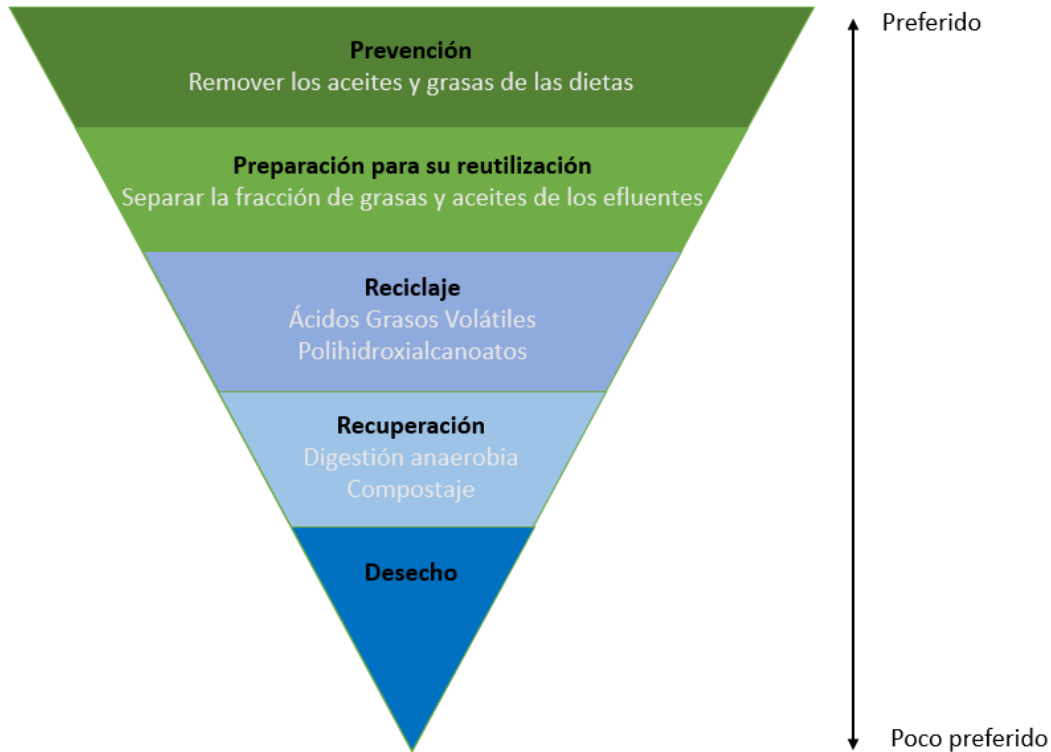 Preferido
Prevención
Remover los aceites y grasas de las dietas
Preparación para su reutilización
Separar la fracción de grasas y aceites de los efluentes
Reciclaje
Ácidos Grasos Volátiles
Polihidroxialcanoatos
Recuperación
Digestión anaerobia
Compostaje
Desecho
Poco preferido